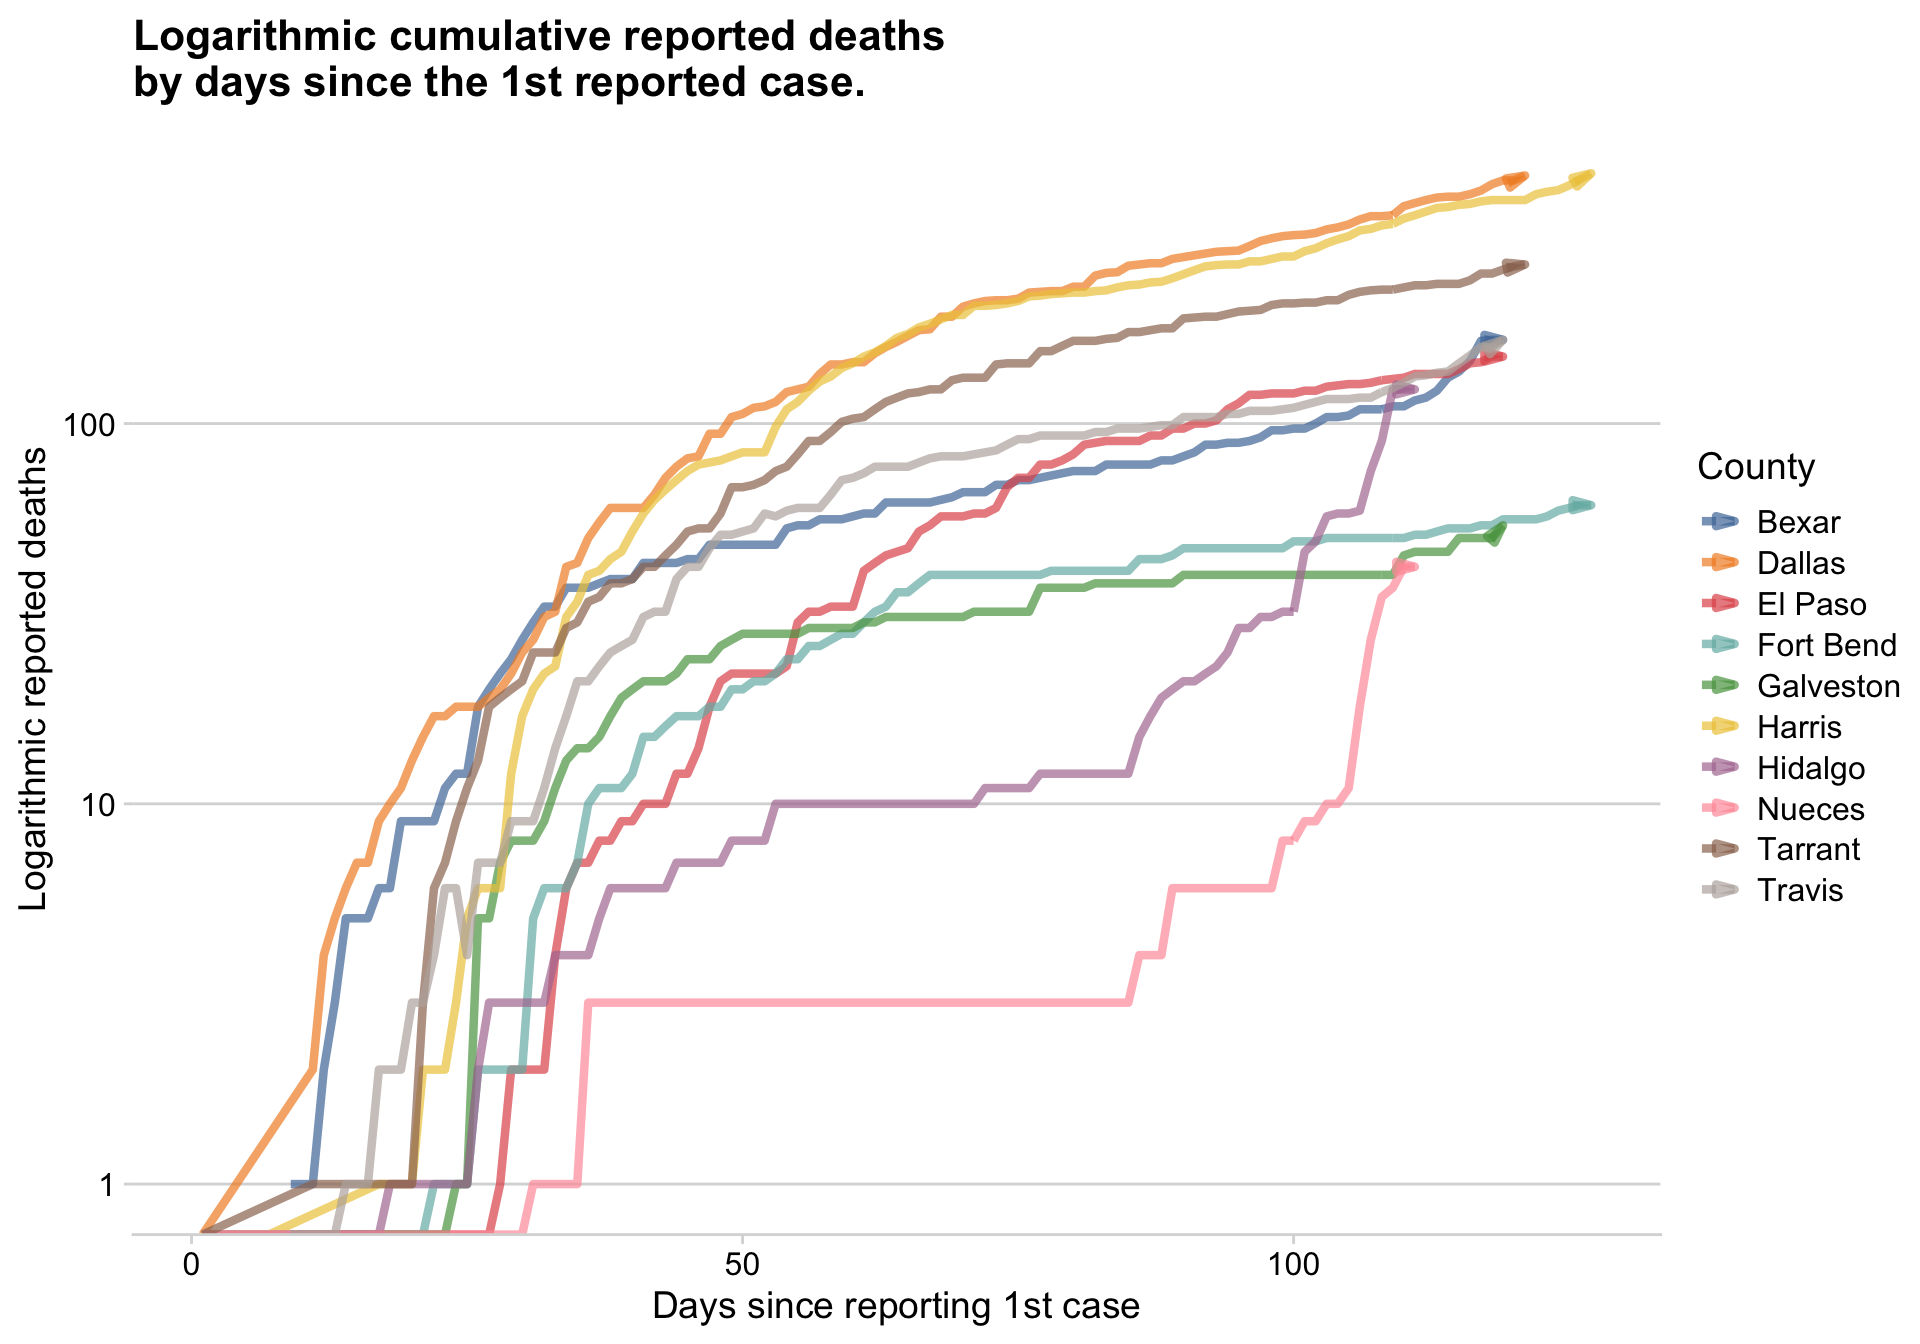 Logarithmic cumulative reported deaths
by days since the 1st reported case.
Logarithmic reported deaths
100
10
1
0
50
100
Days since reporting 1st case
County
Bexar
Dallas
El Paso
Fort Bend
Galveston
Harris
Hidalgo
Nueces
Tarrant
Travis